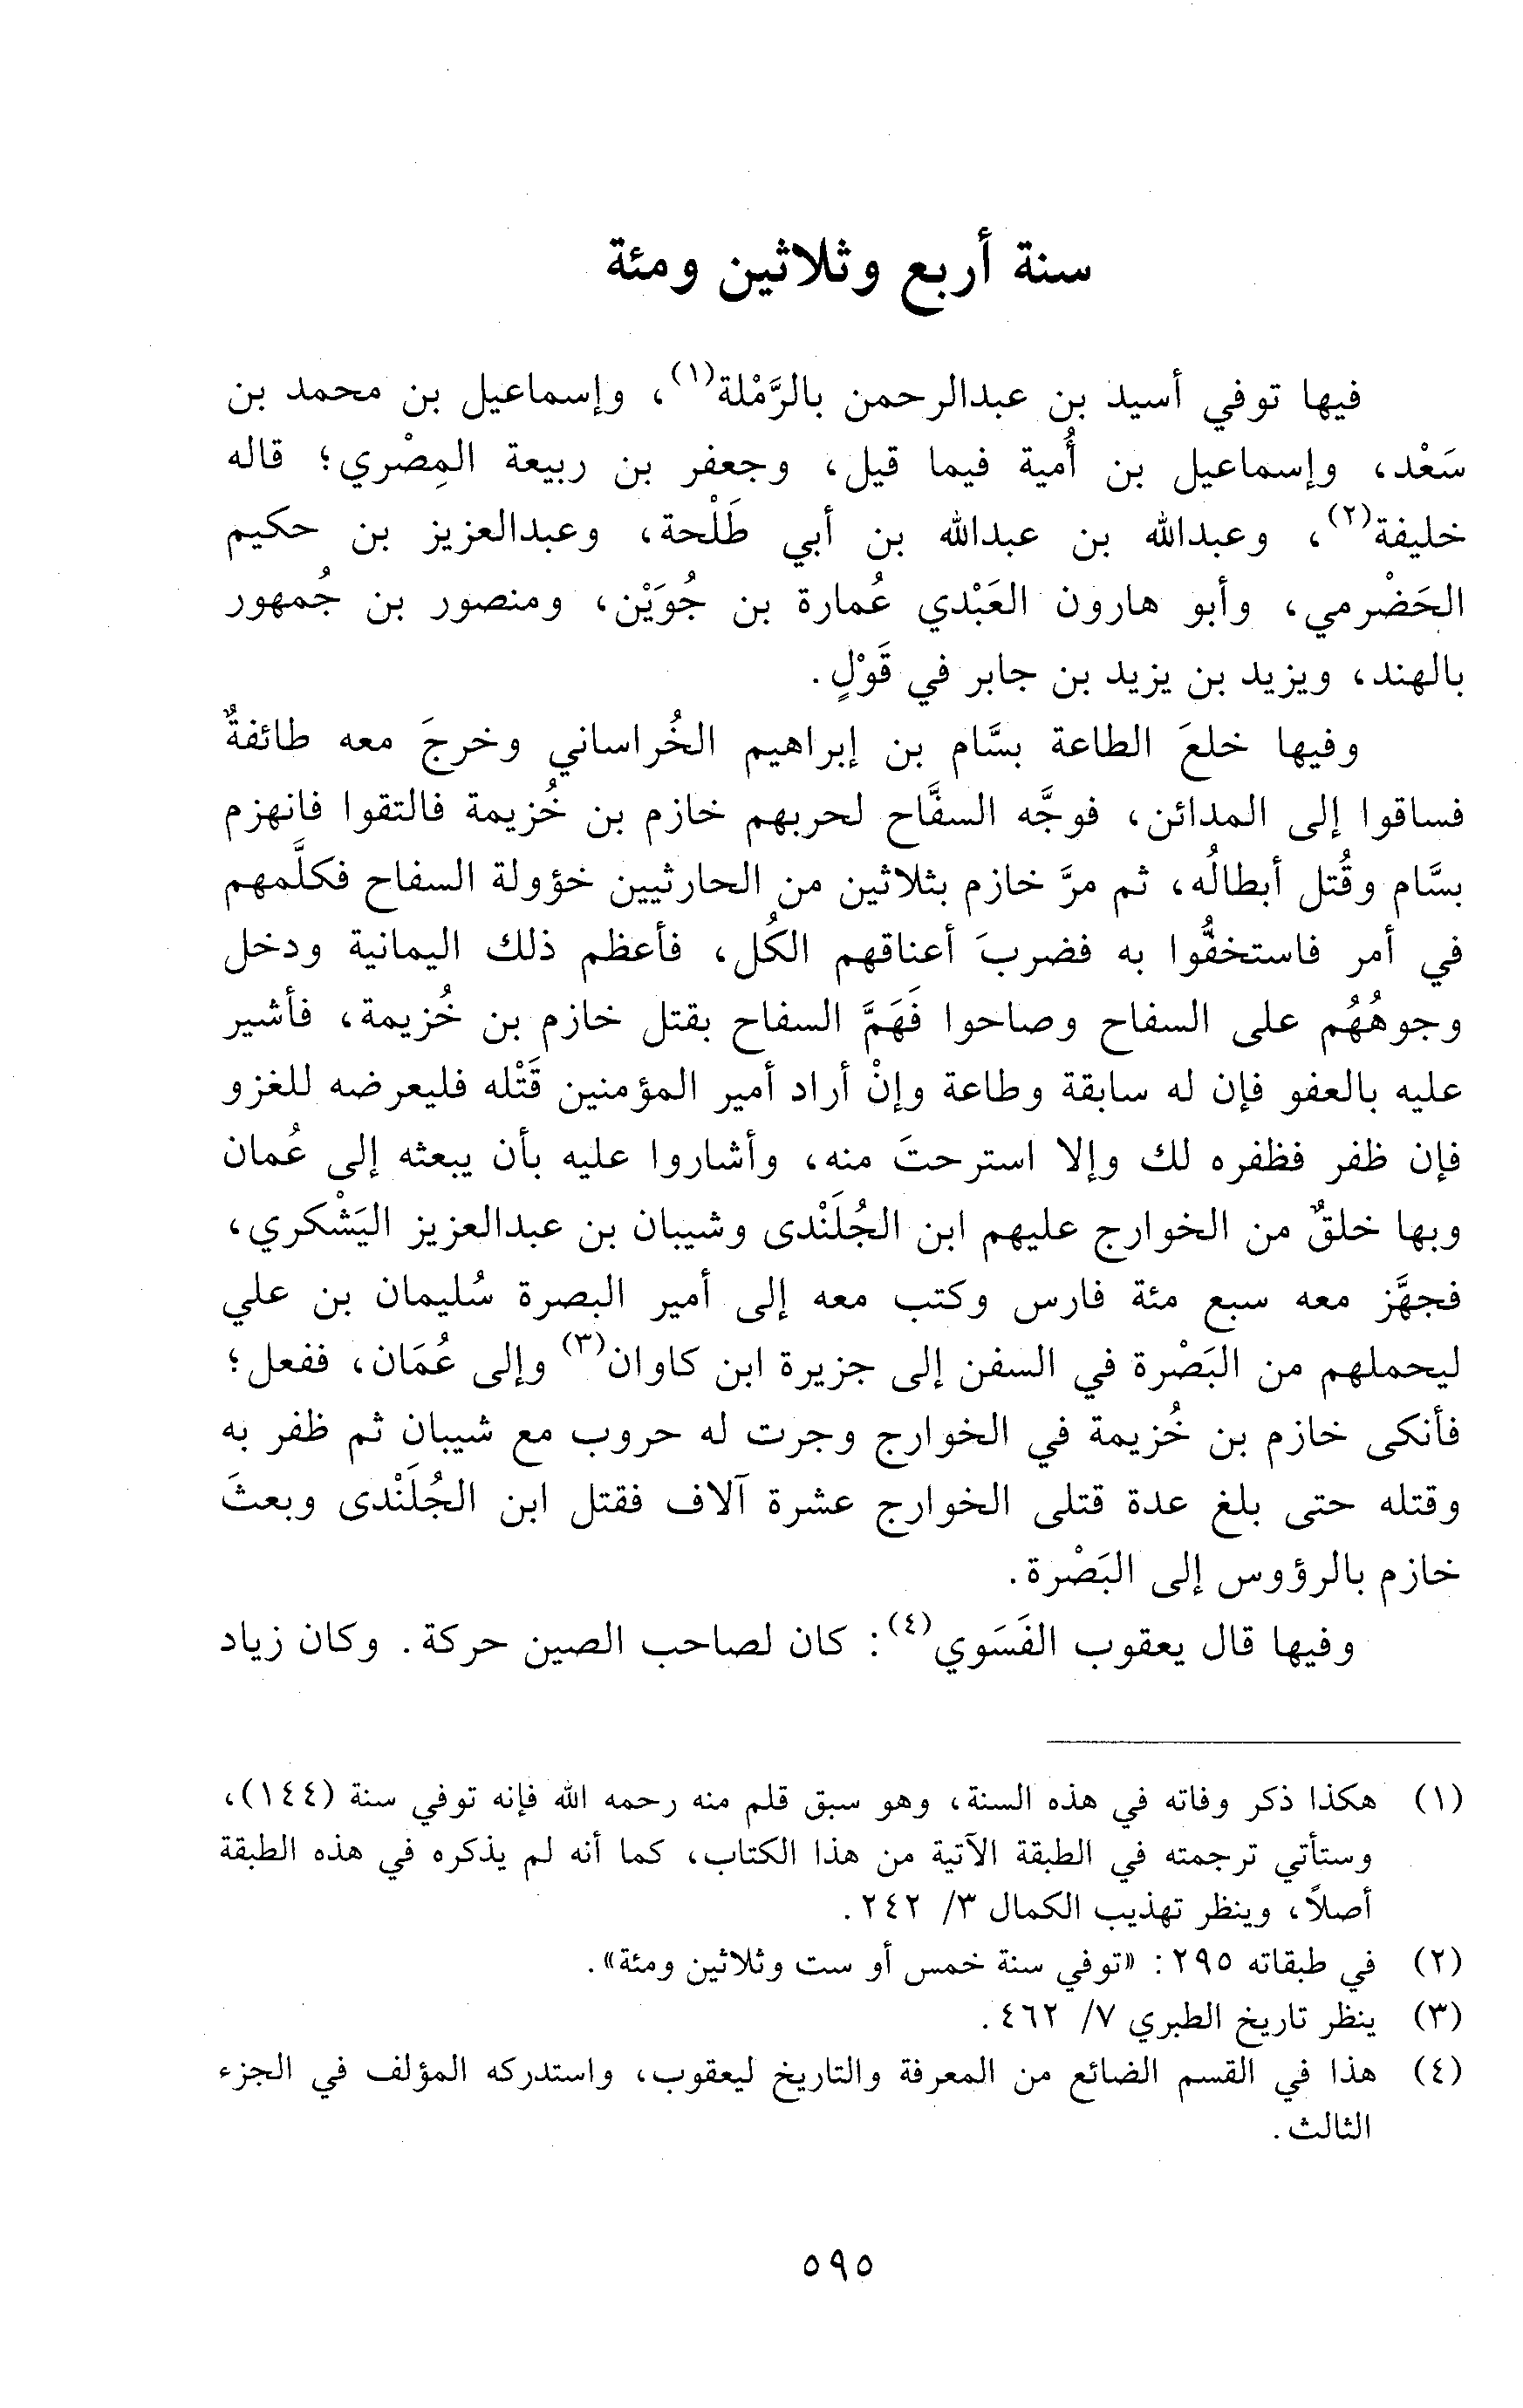 سنة أربع وثلاثين ومئة
فيها توفي أسيد بن عبدالرحمن بالرَّمْلة(١)، وإسماعيل بن محمد بن
سَعْد، وإسماعيل بن أُمية فيما قيل، وجعفر بن ربيعة المِصْري؛ قاله
خليفة(٢)، وعبدالله بن عبدالله بن أبي طَلْحة، وعبدالعزيز بن حكيم
الحَضْرمي، وأبو هارون العَبْدي عُمارة بن جُوَيْن، ومنصور بن جُمهور
بالهند، ويزيد بن يزيد بن جابر في قَوْلٍ.
وفيها خلعَ الطاعة بسَّام بن إبراهيم الخُراساني وخرجَ معه طائفةٌ
فساقوا إلى المدائن، فوجَّه السفَّاح لحربهم خازم بن خُزيمة فالتقوا فانهزم
بسَّام وقُتل أبطالُه، ثم مرَّ خازم بثلاثين من الحارثيين خؤولة السفاح فكلَّمهم
في أمر فاستخفُّوا به فضربَ أعناقهم الكُل، فأعظم ذلك اليمانية ودخل
وجوهُهُم على السفاح وصاحوا فَهَمَّ السفاح بقتل خازم بن خُزيمة، فأشير
عليه بالعفو فإن له سابقة وطاعة وإنْ أراد أمير المؤمنين قَتْله فليعرضه للغزو
فإن ظفر فظفره لك وإلا استرحتَ منه، وأشاروا عليه بأن يبعثه إلى عُمان
وبها خلقٌ من الخوارج عليهم ابن الجُلَنْدى وشيبان بن عبدالعزيز اليَشْكري،
فجهَّز معه سبع مئة فارس وكتب معه إلى أمير البصرة سُليمان بن علي
ليحملهم من البَصْرة في السفن إلى جزيرة ابن كاوان(٣) وإلى عُمَان، ففعل؛
فأنكى خازم بن خُزيمة في الخوارج وجرت له حروب مع شيبان ثم ظفر به
وقتله حتى بلغ عدة قتلى الخوارج عشرة آلاف فقتل ابن الجُلَنْدى وبعثَ
خازم بالرؤوس إلى البَصْرة.
وفيها قال يعقوب الفَسَوي(٤): كان لصاحب الصين حركة. وكان زياد
(١) هكذا ذكر وفاته في هذه السنة، وهو سبق قلم منه رحمه الله فإنه توفي سنة (١٤٤)،
وستأتي ترجمته في الطبقة الآتية من هذا الكتاب، كما أنه لم يذكره في هذه الطبقة
أصلاً، وينظر تهذيب الكمال ٣/ ٢٤٢.
(٢) في طبقاته ٢٩٥: «توفي سنة خمس أو ست وثلاثين ومئة».
(٣) ينظر تاريخ الطبري ٧/ ٤٦٢.
(٤) هذا في القسم الضائع من المعرفة والتاريخ ليعقوب، واستدركه المؤلف في الجزء
الثالث.
٥٩٥